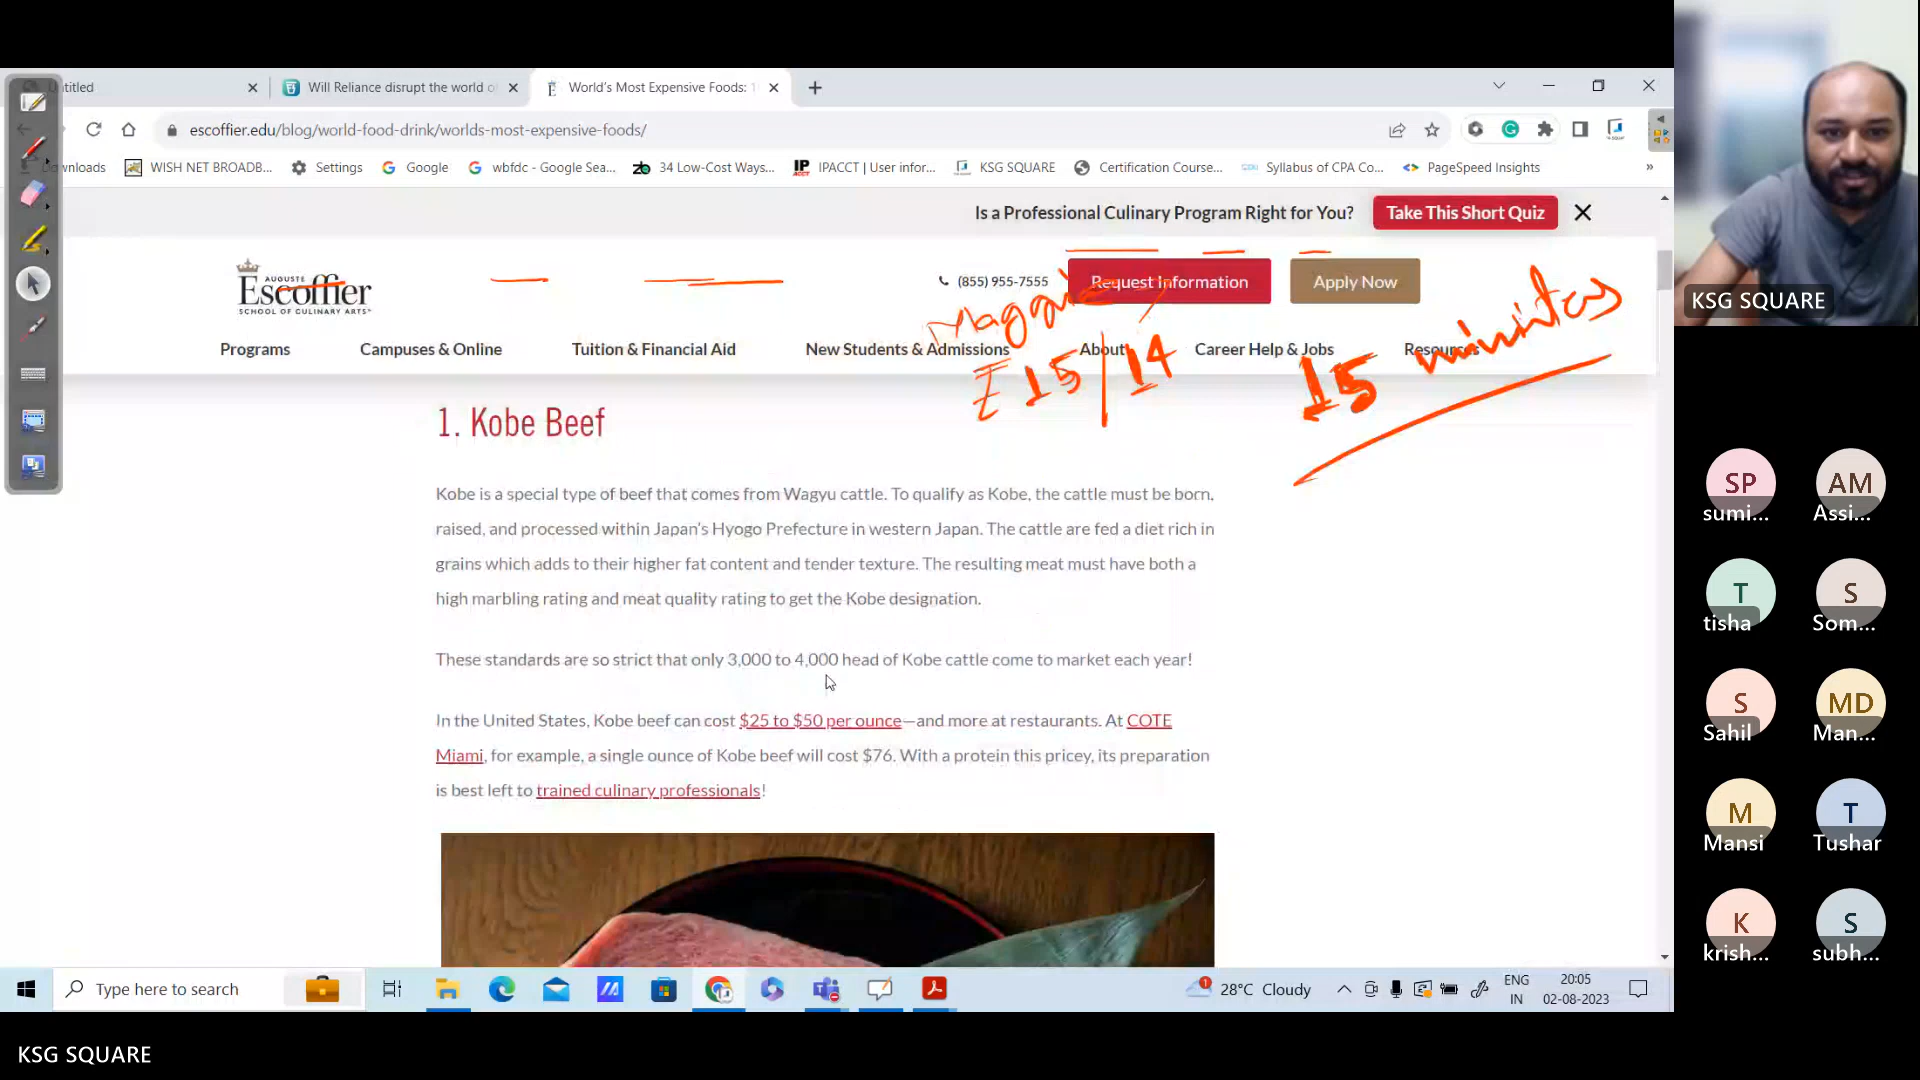 Untitled
Will Reliance disrupt the world o
World's Most Expensive Foods: 1
escoffier.edu/blog/world-food-drink/worlds-most-expensive-foods/
Downloads
WISH NET BROADB...
Settings
Google
wbfdc - Google Sea...
34 Low-Cost Ways...
IPACCT | User infor...
KSG SQUARE
Certification Course...
Syllabus of CPA Co...
PageSpeed Insights
»
Is a Professional Culinary Program Right for You?
Take This Short Quiz
AUGUSTE
Escoffier
SCHOOL OF CULINARY ARTS
(855) 955-7555
Request Information
Apply Now
Programs
Campuses & Online
Tuition & Financial Aid
New Students & Admissions
About
Career Help & Jobs
Resources
₹ 15/14
15 minutes
1. Kobe Beef
Kobe is a special type of beef that comes from Wagyu cattle. To qualify as Kobe, the cattle must be born,
raised, and processed within Japan's Hyogo Prefecture in western Japan. The cattle are fed a diet rich in
grains which adds to their higher fat content and tender texture. The resulting meat must have both a
high marbling rating and meat quality rating to get the Kobe designation.
These standards are so strict that only 3,000 to 4,000 head of Kobe cattle come to market each year!
In the United States, Kobe beef can cost $25 to $50 per ounce—and more at restaurants. At COTE
Miami, for example, a single ounce of Kobe beef will cost $76. With a protein this pricey, its preparation
is best left to trained culinary professionals!
Type here to search
28°C Cloudy
ENG
IN
20:05
02-08-2023
KSG SQUARE
SP
sumi...
AM
Assi...
T
tisha
S
Som...
S
Sahil
MD
Man...
M
Mansi
T
Tushar
K
krish...
S
subh...
KSG SQUARE